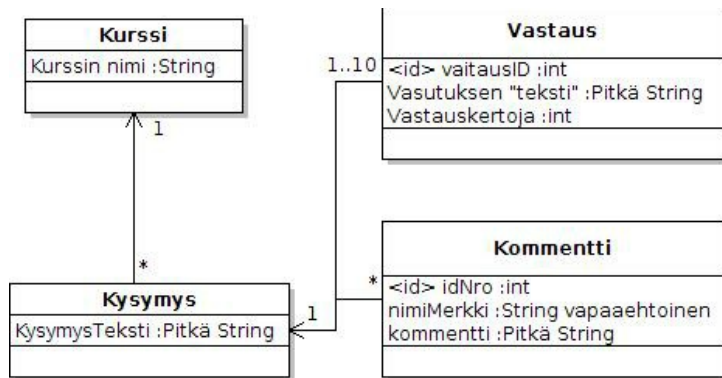 Kurssi
Kurssin nimi :String
1
*
Kysymys
KysymysTeksti :Pitkä String
1
Vastaus
1..10
<id> vaitausID :int
Vasutuksen "teksti" :Pitkä String
Vastauskertoja :int
Kommentti
*
<id> idNro :int
nimiMerkki :String vapaaehtoinen
kommentti :Pitkä String